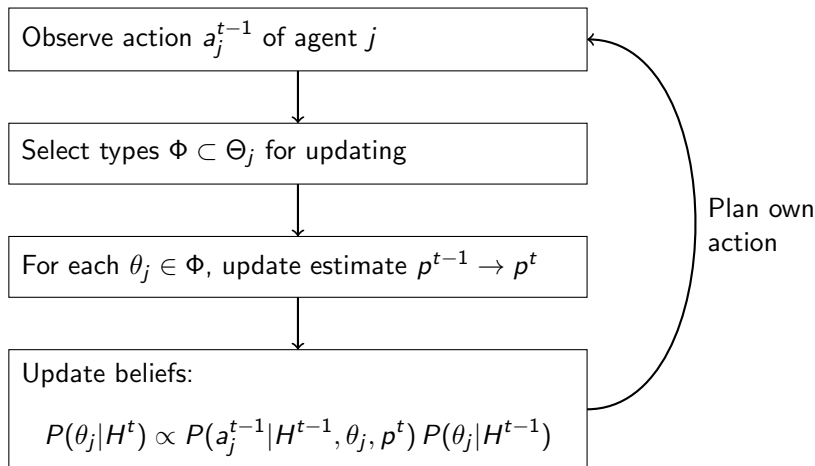 Observe action a_j^{t−1} of agent j
Select types Φ ⊂ Θ_j for updating
For each θ_j ∈ Φ, update estimate p^{t−1} → p^t
Plan own
action
Update beliefs:
P(θ_j|H^t) ∝ P(a_j^{t−1}|H^{t−1}, θ_j, p^t) P(θ_j|H^{t−1})